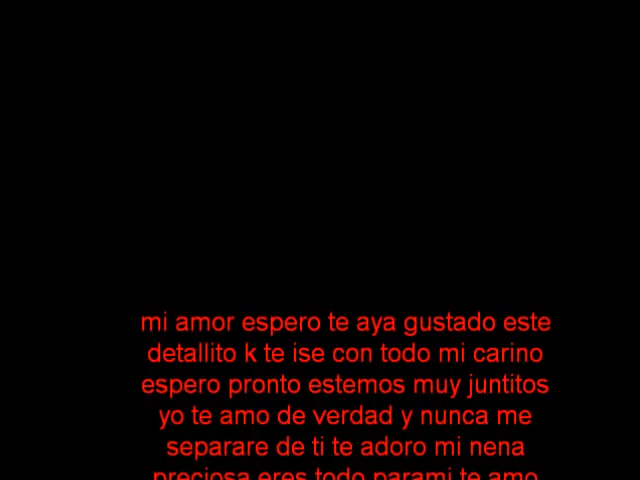 mi amor espero te aya gustado este
detallito k te ise con todo mi carino
espero pronto estemos muy juntitos
yo te amo de verdad y nunca me
separare de ti te adoro mi nena
preciosa eres todo parami te amo